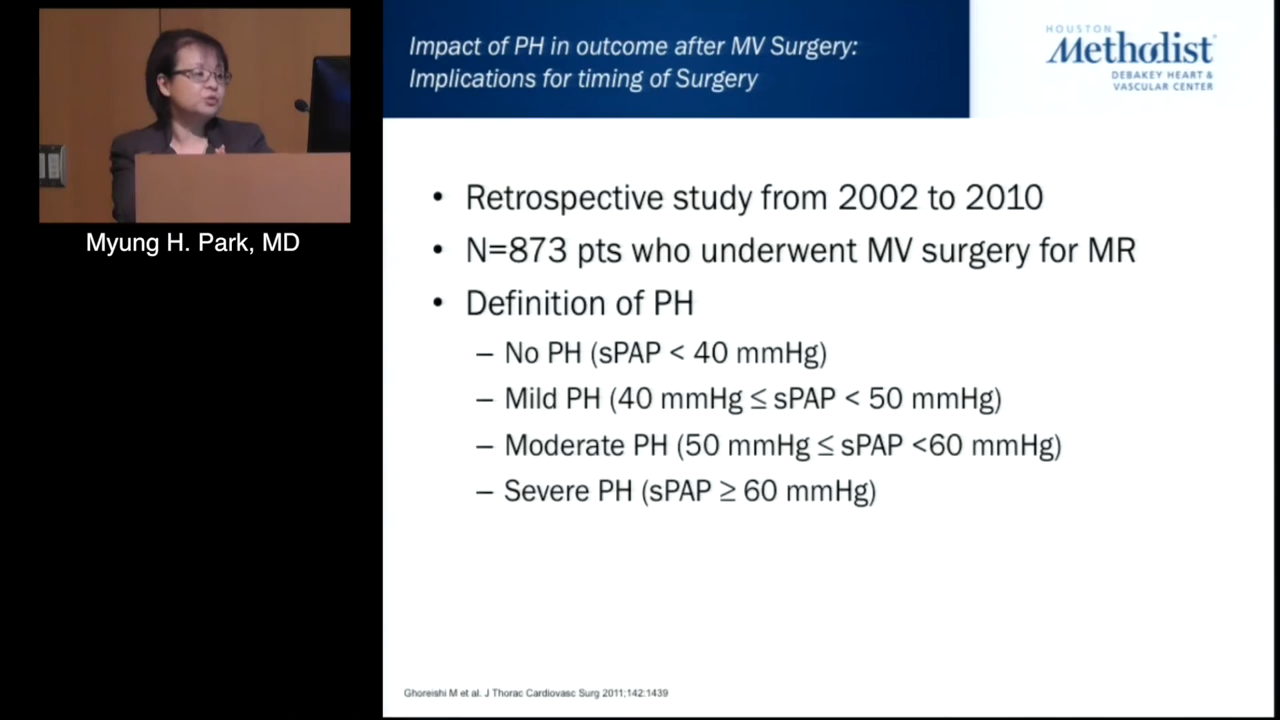 Impact of PH in outcome after MV Surgery:
Implications for timing of Surgery
HOUSTON
Methodist
DEBAKEY HEART &
VASCULAR CENTER
Myung H. Park, MD
• Retrospective study from 2002 to 2010
• N=873 pts who underwent MV surgery for MR
• Definition of PH
– No PH (sPAP < 40 mmHg)
– Mild PH (40 mmHg ≤ sPAP < 50 mmHg)
– Moderate PH (50 mmHg ≤ sPAP <60 mmHg)
– Severe PH (sPAP ≥ 60 mmHg)
Ghoreishi M et al. J Thorac Cardiovasc Surg 2011;142:1439